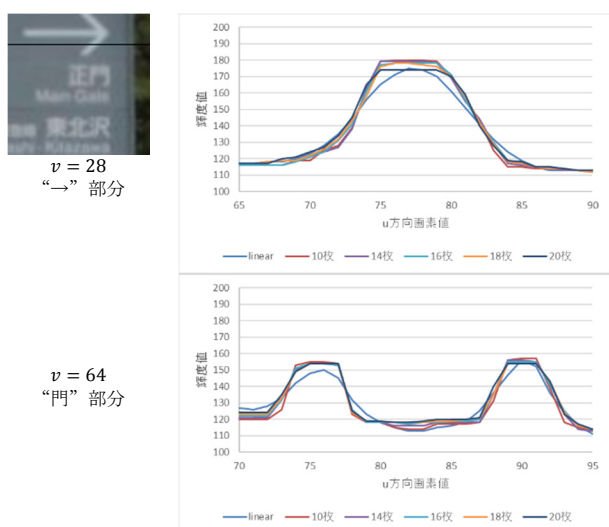 →
正門
Main Gate
東北沢
Kitazawa
v = 28
“→” 部分
200
190
180
170
160
150
140
130
120
110
100
輝度値
65
70
75
80
85
90
u方向画素値
linear
10枚
14枚
16枚
18枚
20枚
v = 64
“門” 部分
200
190
180
170
160
150
140
130
120
110
100
輝度値
70
75
80
85
90
95
u方向画素値
linear
10枚
14枚
16枚
18枚
20枚